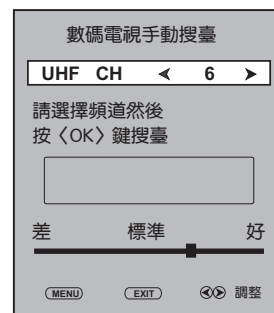 數碼電視手動搜臺
UHF CH < 6 >
請選擇頻道然後
按〈OK〉鍵搜臺
差 標準 好
MENU EXIT 調整